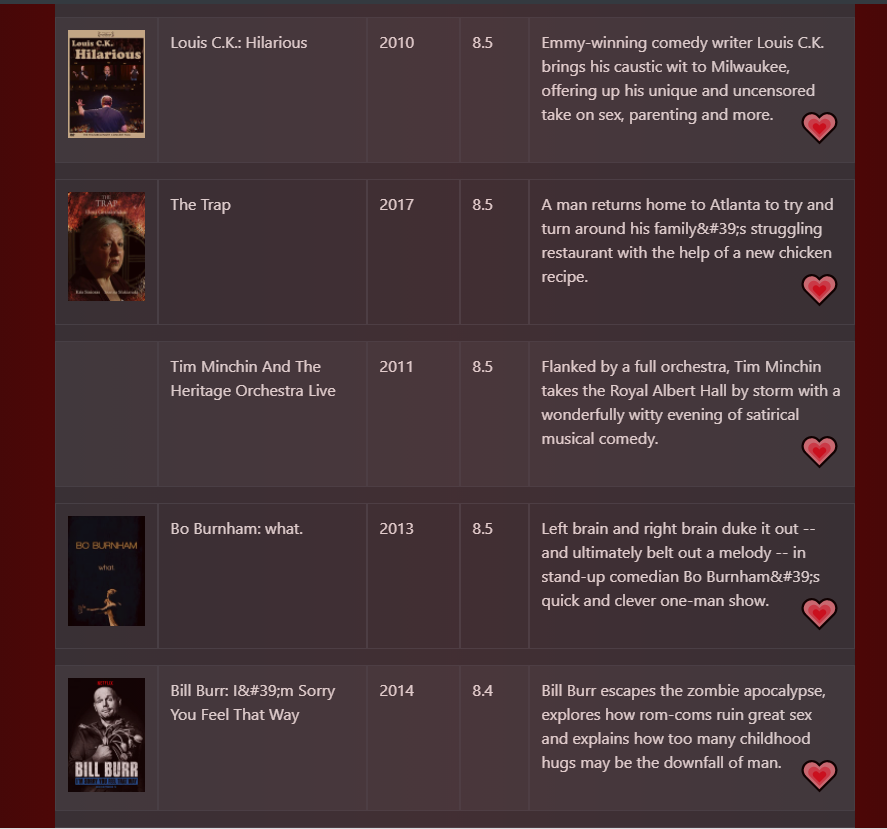 Louis C.K.
Hilarious
Louis C.K.: Hilarious
2010
8.5
Emmy-winning comedy writer Louis C.K.
brings his caustic wit to Milwaukee,
offering up his unique and uncensored
take on sex, parenting and more.
THE
TRAP
The Trap
2017
8.5
A man returns home to Atlanta to try and
turn around his family&#39;s struggling
restaurant with the help of a new chicken
recipe.
Tim Minchin And The
Heritage Orchestra Live
2011
8.5
Flanked by a full orchestra, Tim Minchin
takes the Royal Albert Hall by storm with a
wonderfully witty evening of satirical
musical comedy.
BO BURNHAM
what.
Bo Burnham: what.
2013
8.5
Left brain and right brain duke it out --
and ultimately belt out a melody -- in
stand-up comedian Bo Burnham&#39;s
quick and clever one-man show.
NETFLIX
BILL BURR
I'M SORRY YOU FEEL THAT WAY
Bill Burr: I&#39;m Sorry
You Feel That Way
2014
8.4
Bill Burr escapes the zombie apocalypse,
explores how rom-coms ruin great sex
and explains how too many childhood
hugs may be the downfall of man.